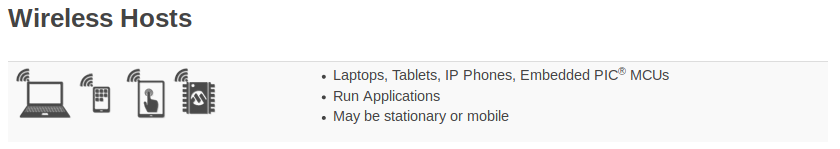 Wireless Hosts
• Laptops, Tablets, IP Phones, Embedded PIC® MCUs
• Run Applications
• May be stationary or mobile